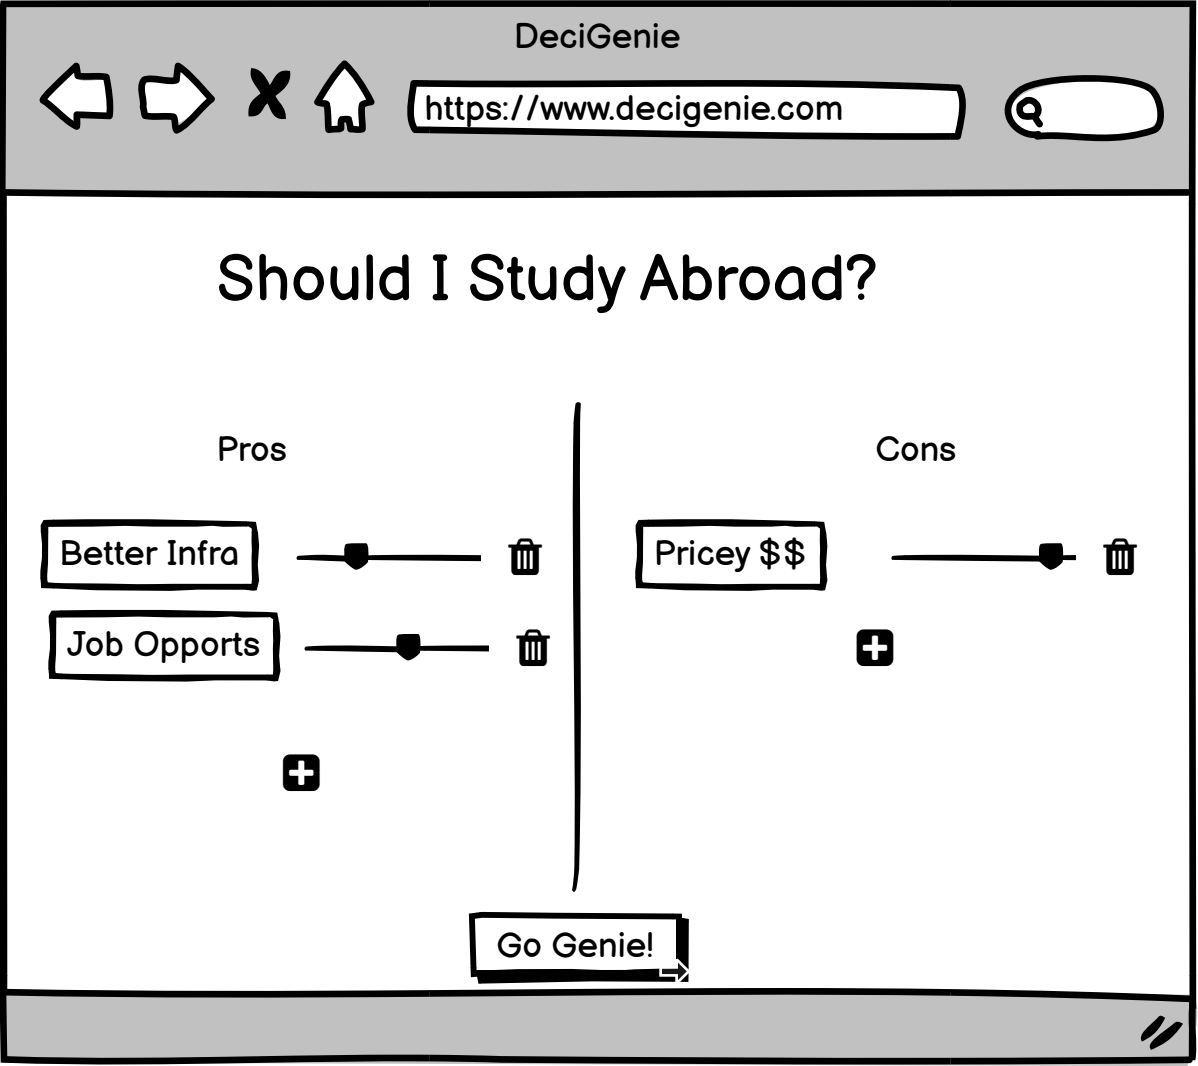 DeciGenie
https://www.decigenie.com
Should I Study Abroad?
Pros
Cons
Better Infra
Pricey $$
Job Opports
Go Genie!